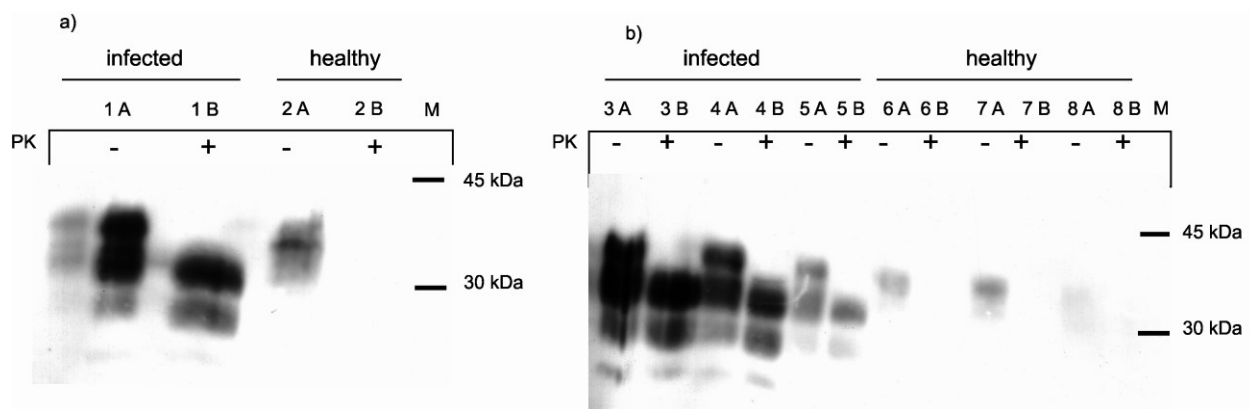 a)
infected healthy
1 A 1 B 2 A 2 B M
PK - + - +
45 kDa
30 kDa
b)
infected healthy
3 A 3 B 4 A 4 B 5 A 5 B 6 A 6 B 7 A 7 B 8 A 8 B M
PK - + - + - + - + - + - +
45 kDa
30 kDa